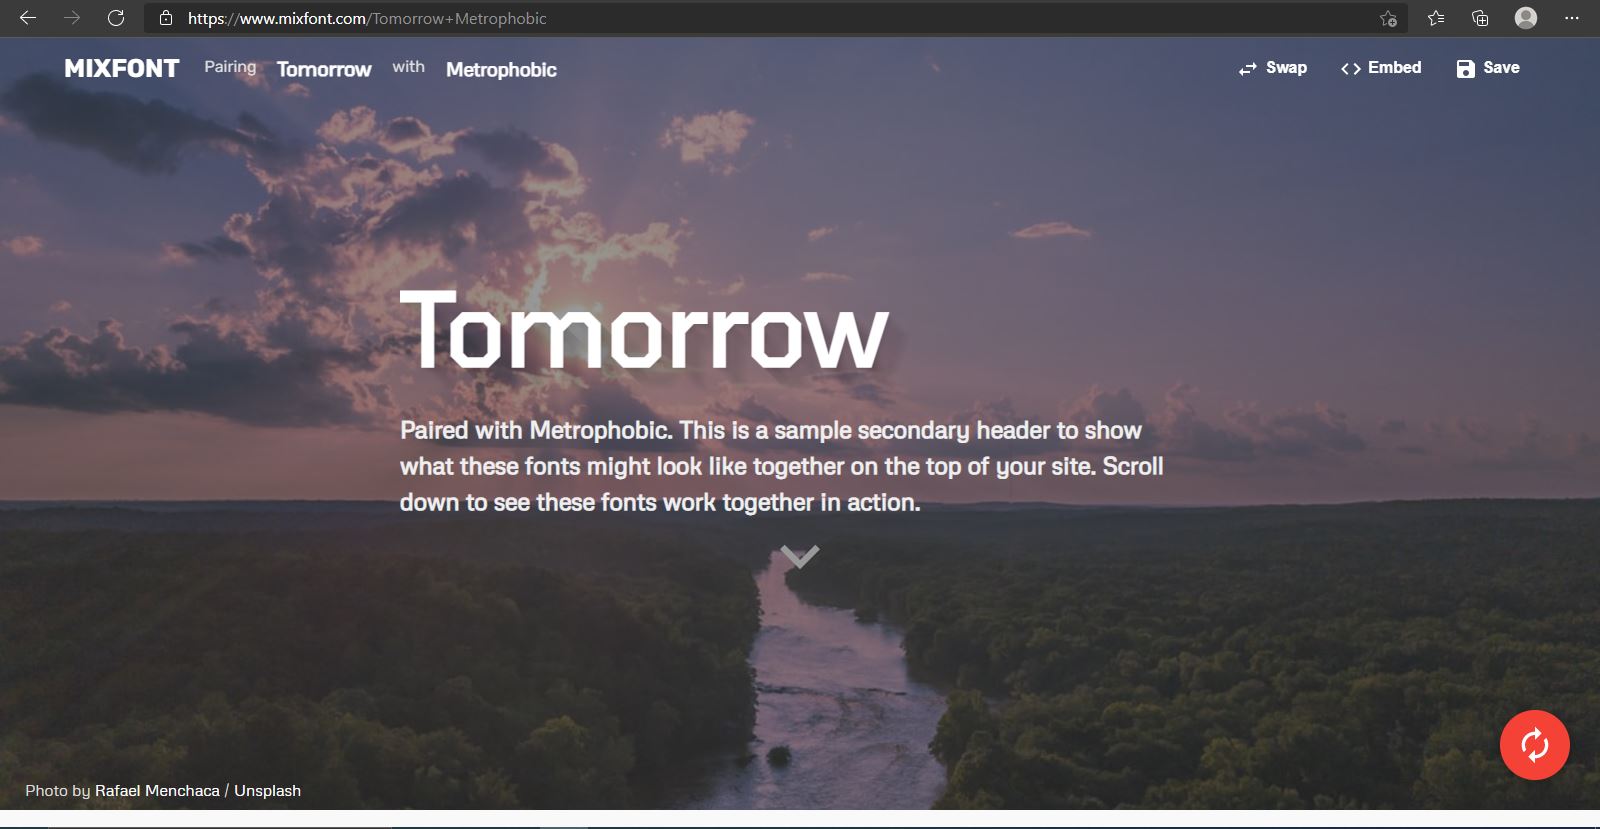 https://www.mixfont.com/Tomorrow+Metrophobic
MIXFONT Pairing Tomorrow with Metrophobic Swap Embed Save
Tomorrow
Paired with Metrophobic. This is a sample secondary header to show
what these fonts might look like together on the top of your site. Scroll
down to see these fonts work together in action.
Photo by Rafael Menchaca / Unsplash